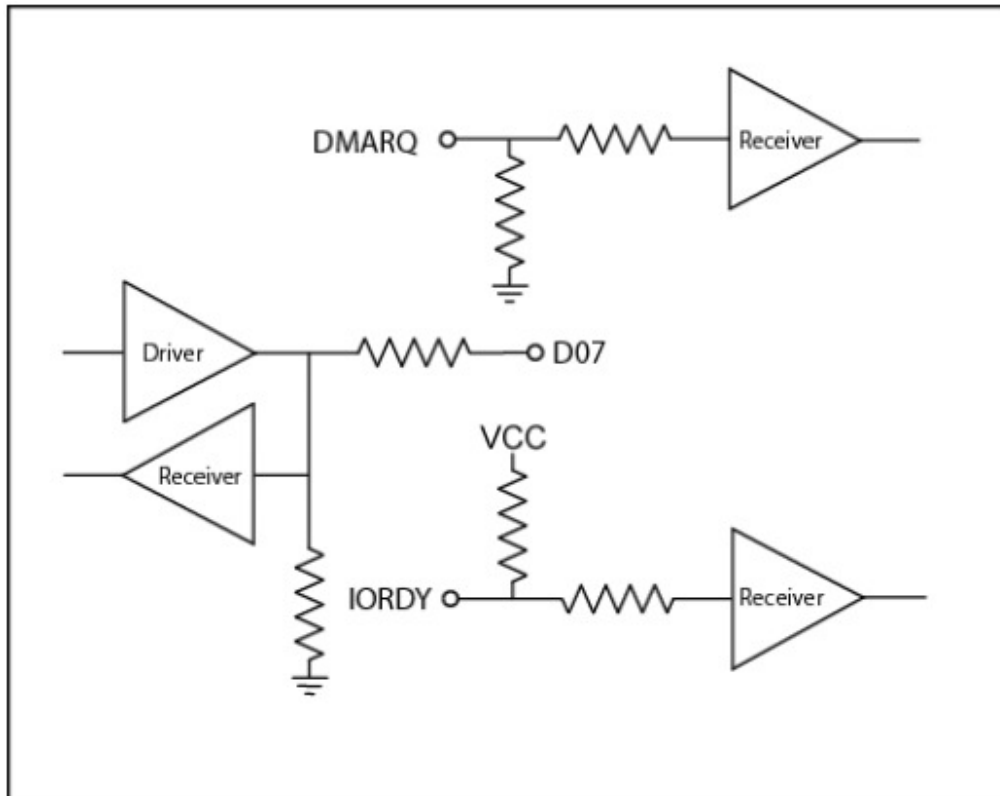 DMARQ
Receiver
Driver
D07
Receiver
VCC
IORDY
Receiver